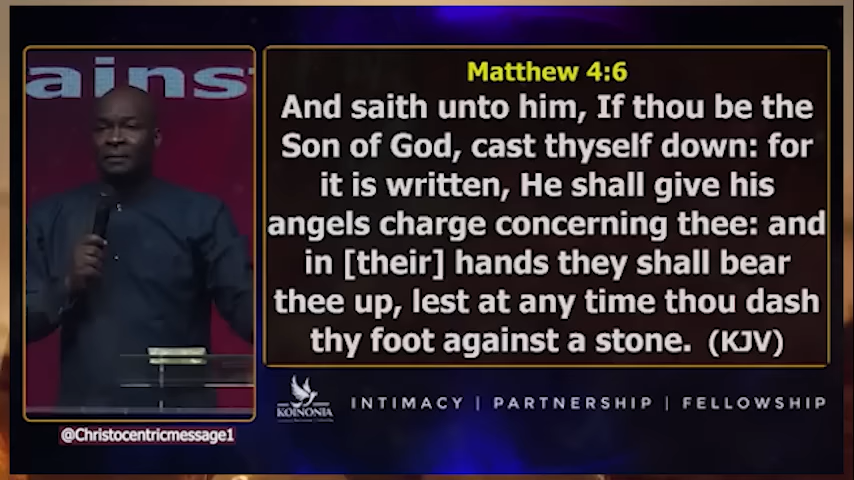 ainst
@Christocentricmessage1
Matthew 4:6
And saith unto him, If thou be the
Son of God, cast thyself down: for
it is written, He shall give his
angels charge concerning thee: and
in [their] hands they shall bear
thee up, lest at any time thou dash
thy foot against a stone. (KJV)
KOINONIA
INTIMACY | PARTNERSHIP | FELLOWSHIP